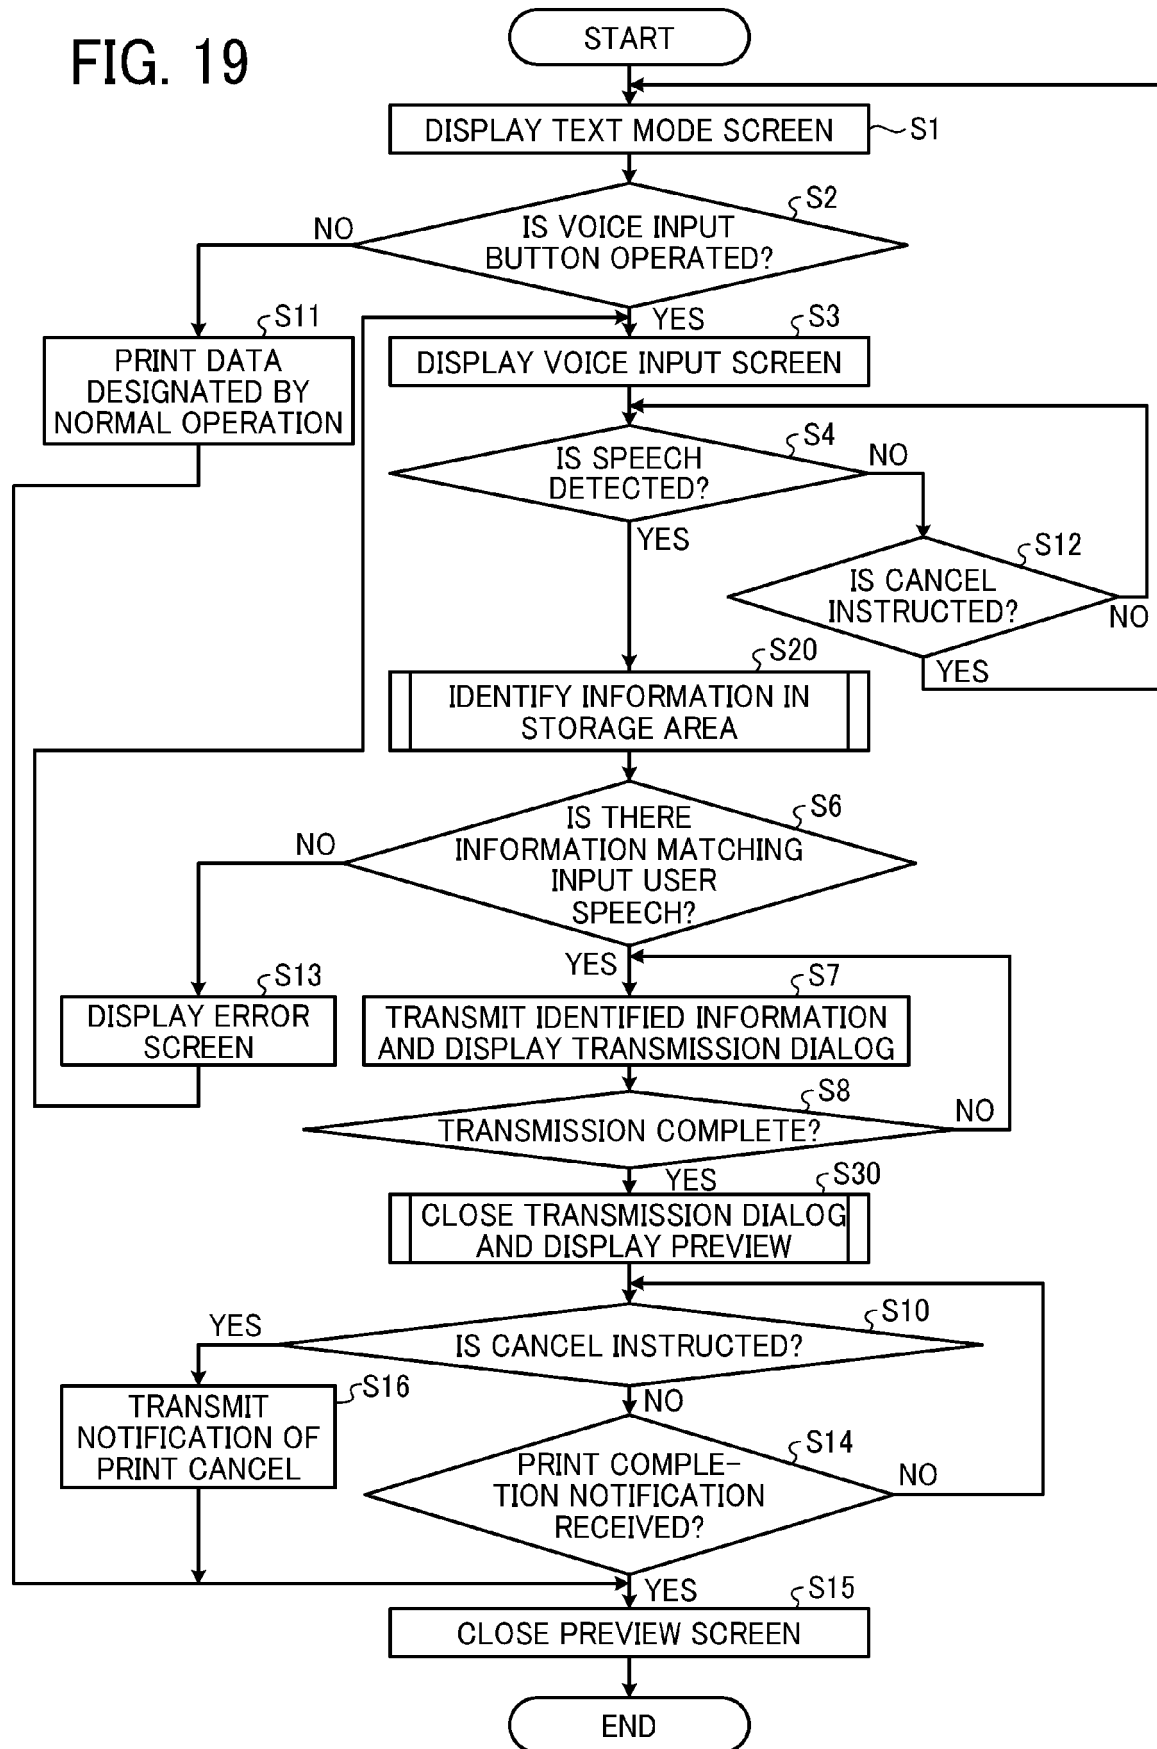 FIG. 19
START
DISPLAY TEXT MODE SCREEN
S1
S2
IS VOICE INPUT
BUTTON OPERATED?
NO
YES
S11
PRINT DATA
DESIGNATED BY
NORMAL OPERATION
S3
DISPLAY VOICE INPUT SCREEN
S4
IS SPEECH
DETECTED?
NO
YES
S12
IS CANCEL
INSTRUCTED?
NO
YES
S20
IDENTIFY INFORMATION IN
STORAGE AREA
S6
IS THERE
INFORMATION MATCHING
INPUT USER
SPEECH?
NO
YES
S13
DISPLAY ERROR
SCREEN
S7
TRANSMIT IDENTIFIED INFORMATION
AND DISPLAY TRANSMISSION DIALOG
S8
TRANSMISSION COMPLETE?
NO
YES
S30
CLOSE TRANSMISSION DIALOG
AND DISPLAY PREVIEW
S10
IS CANCEL INSTRUCTED?
YES
NO
S16
TRANSMIT
NOTIFICATION OF
PRINT CANCEL
S14
PRINT COMPLE-
TION NOTIFICATION
RECEIVED?
NO
YES
S15
CLOSE PREVIEW SCREEN
END